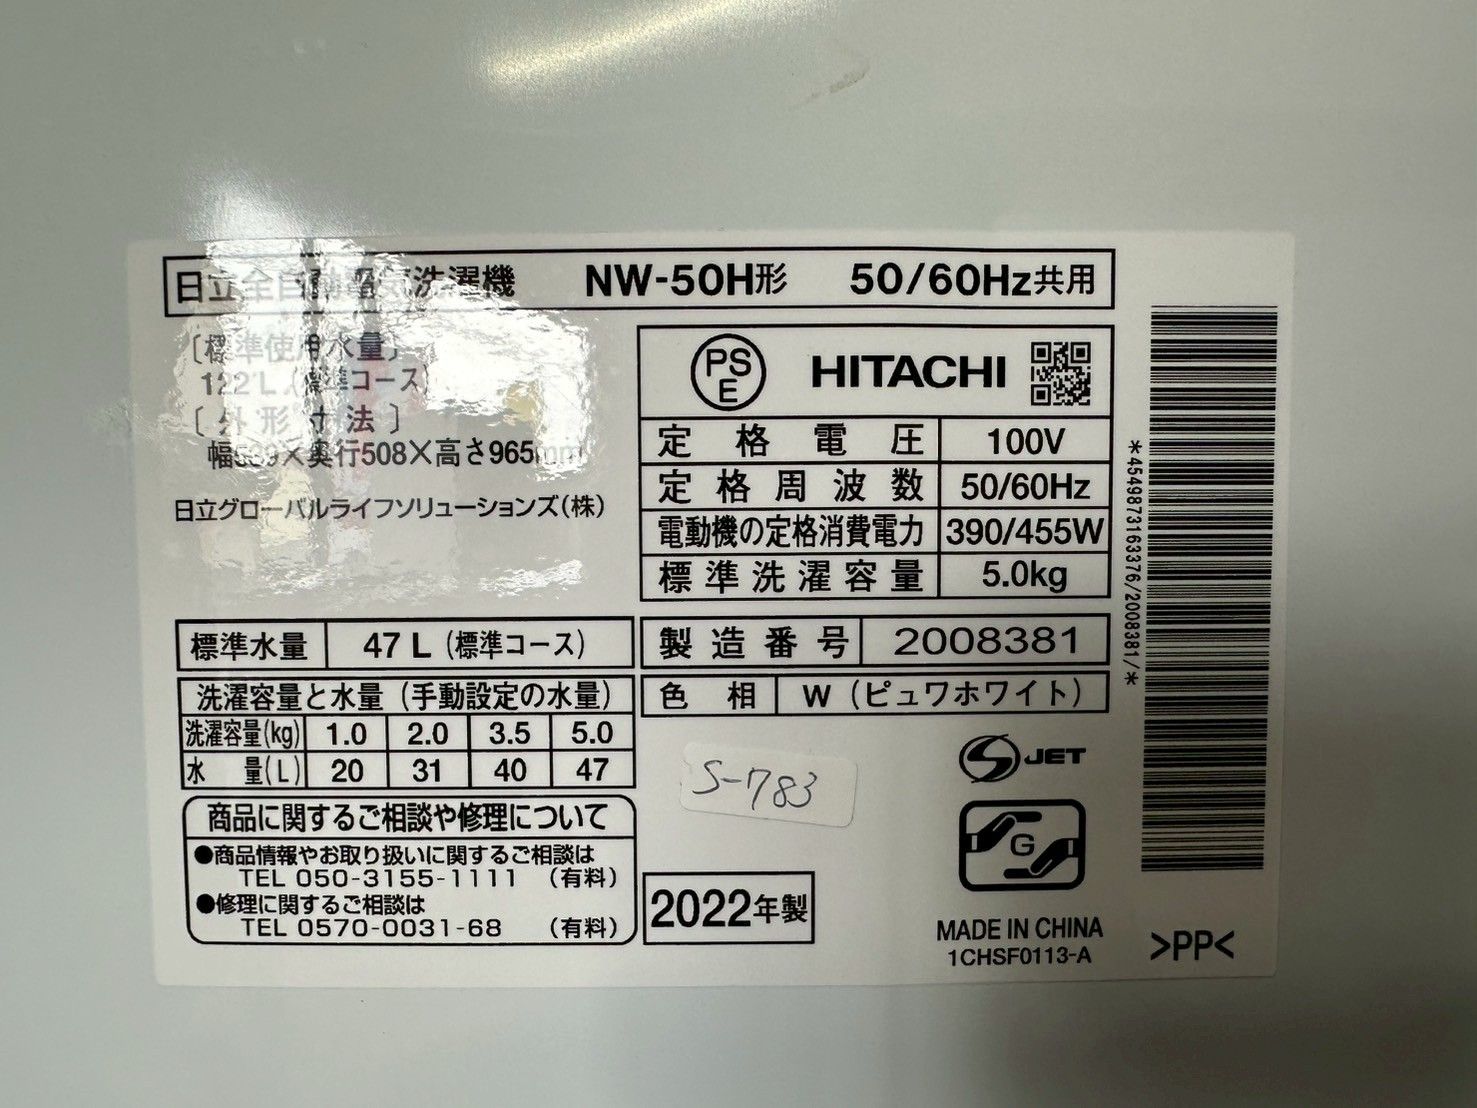 日立全自動電気洗濯機 NW-50H形 50/60Hz共用
〔標準使用水量〕
122 L (標準コース)
〔外形寸法〕
×奥行508×高さ965mm
日立グローバルライフソリューションズ(株)
PS
E
HITACHI
定格電圧 100V
定格周波数 50/60Hz
電動機の定格消費電力 390/455W
標準洗濯容量 5.0kg
標準水量 47 L (標準コース)
製造番号 2008381
洗濯容量と水量 (手動設定の水量)
洗濯容量(kg) 1.0 2.0 3.5 5.0
水 量(L) 20 31 40 47
色相 W (ピュワホワイト)
S-783
S JET
G
商品に関するご相談や修理について
●商品情報やお取り扱いに関するご相談は
TEL 050-3155-1111 (有料)
●修理に関するご相談は
TEL 0570-0031-68 (有料)
2022年製
MADE IN CHINA
1CHSF0113-A
>PP<
*4549873163376/2008381/*